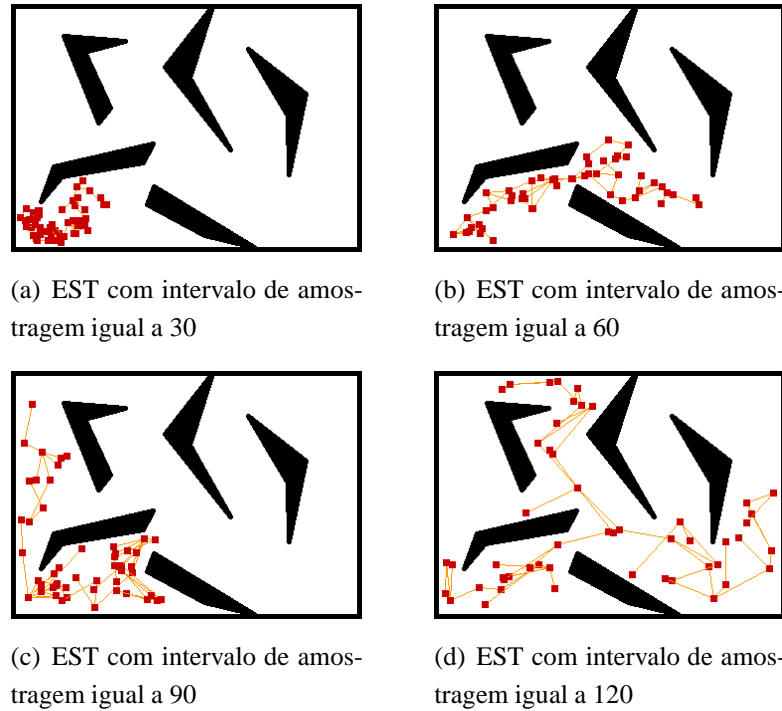 (a) EST com intervalo de amos-
tragem igual a 30
(b) EST com intervalo de amos-
tragem igual a 60
(c) EST com intervalo de amos-
tragem igual a 90
(d) EST com intervalo de amos-
tragem igual a 120